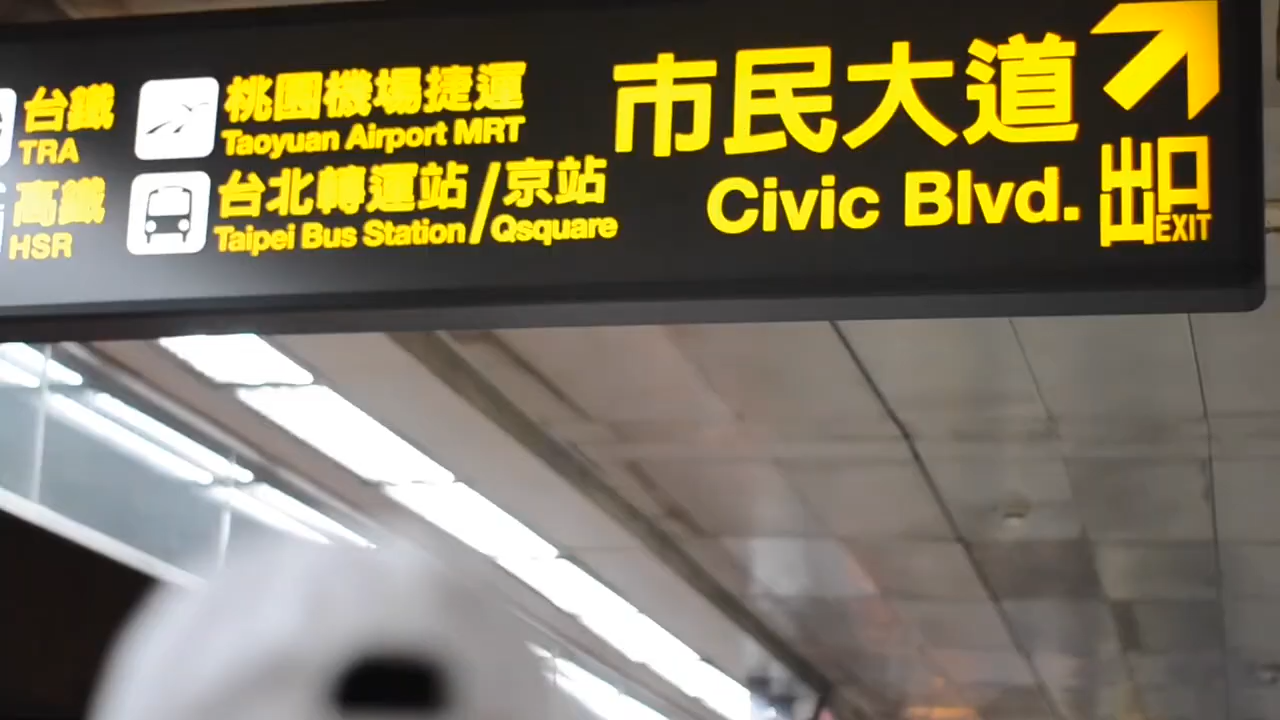 台鐵
TRA
高鐵
HSR
桃園機場捷運
Taoyuan Airport MRT
台北轉運站/京站
Taipei Bus Station/Qsquare
市民大道
Civic Blvd.
出口
EXIT